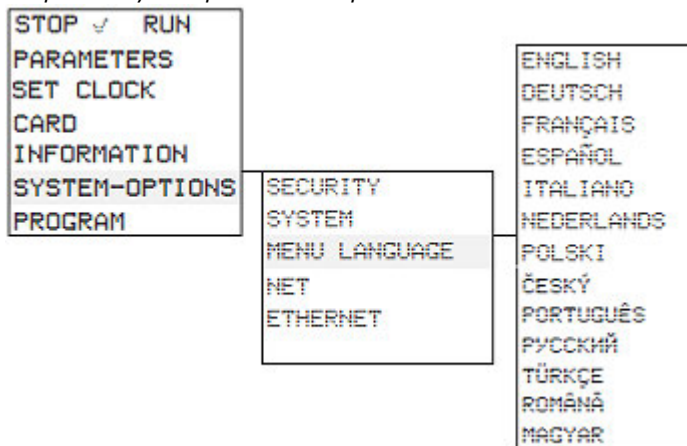 STOP √ RUN
PARAMETERS
SET CLOCK
CARD
INFORMATION
SYSTEM-OPTIONS
PROGRAM
SECURITY
SYSTEM
MENU LANGUAGE
NET
ETHERNET
ENGLISH
DEUTSCH
FRANÇAIS
ESPAÑOL
ITALIANO
NEDERLANDS
POLSKI
ČESKÝ
PORTUGUÊS
РУССКИЙ
TÜRKÇE
ROMÂNĂ
MAGYAR